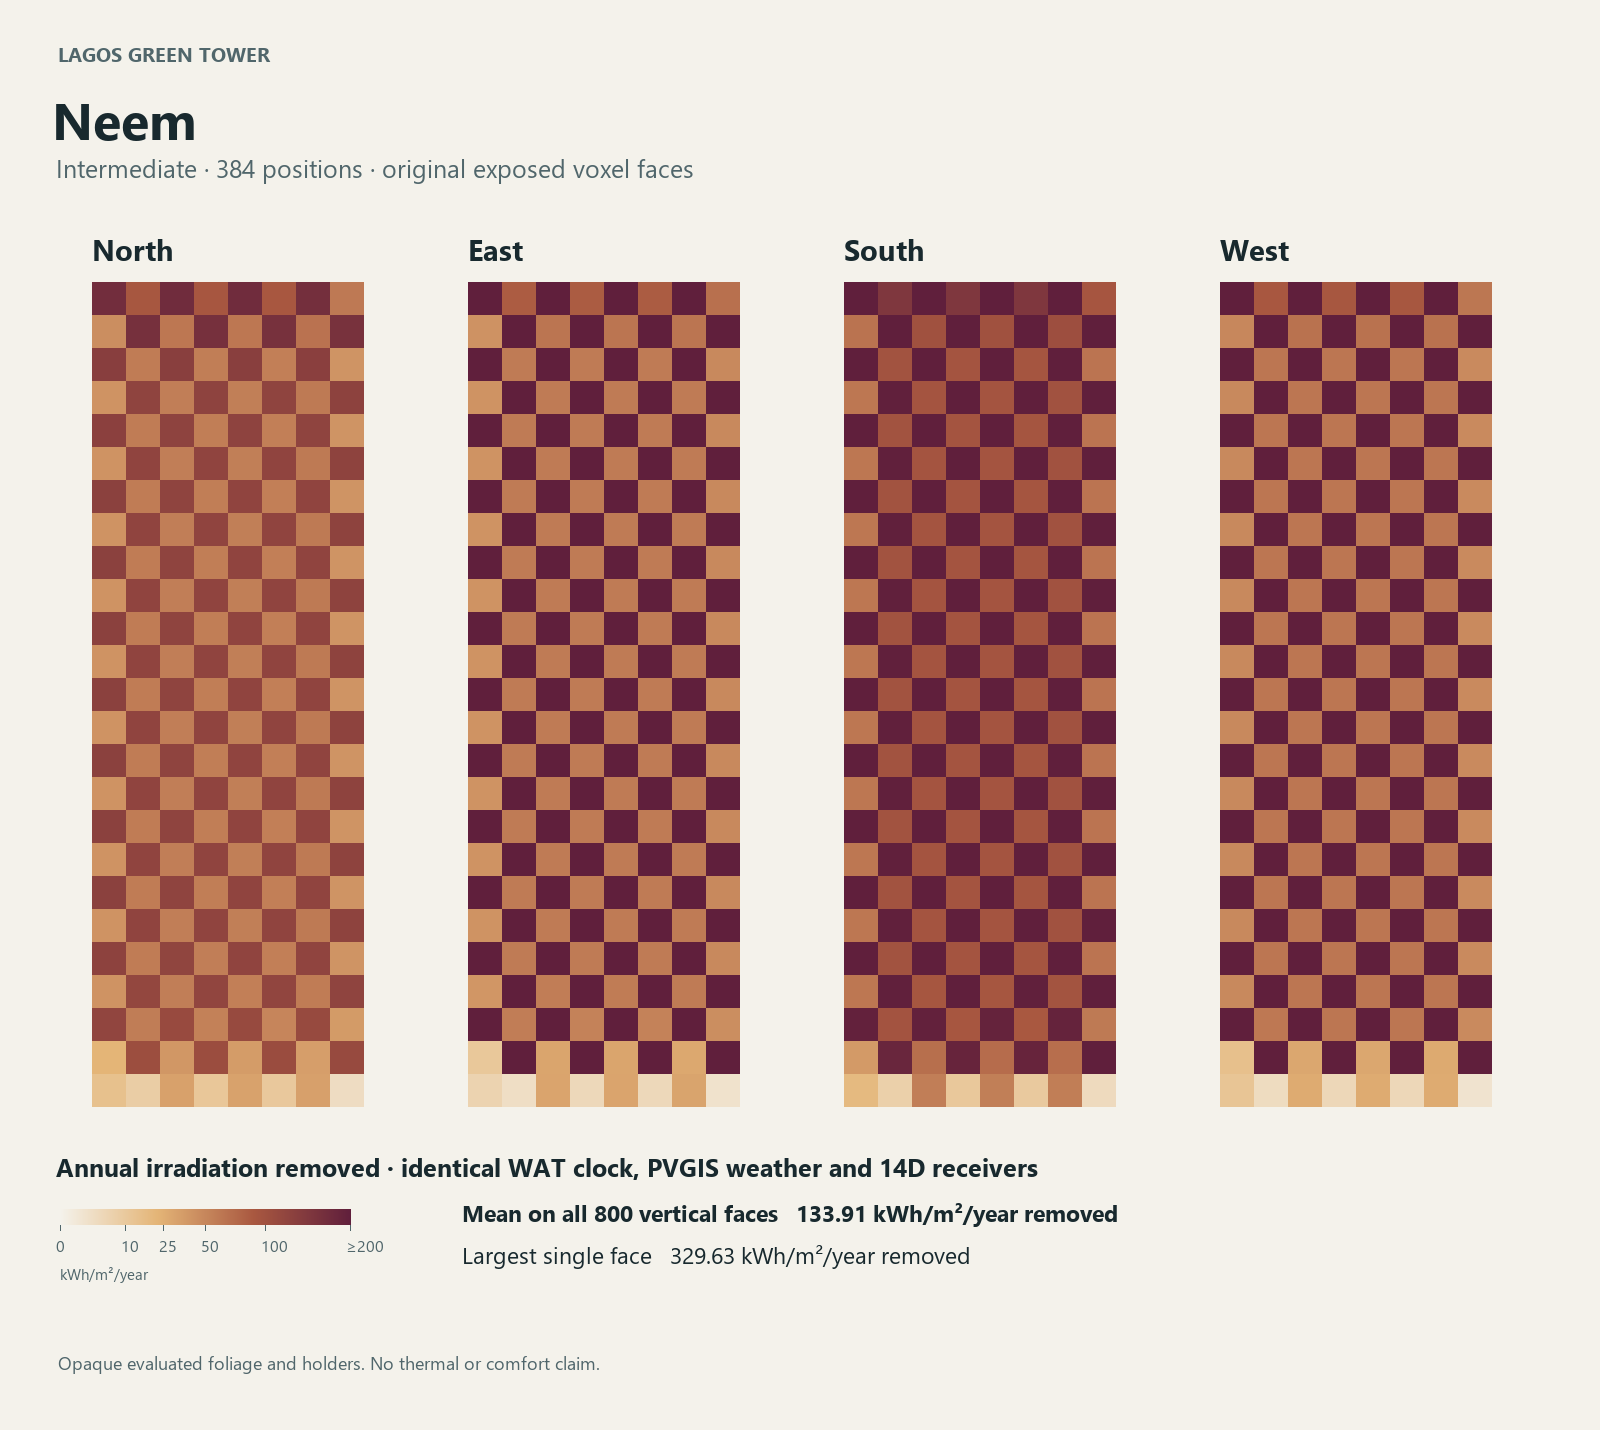 LAGOS GREEN TOWER
Neem
Intermediate · 384 positions · original exposed voxel faces
North East South West
Annual irradiation removed · identical WAT clock, PVGIS weather and 14D receivers
Mean on all 800 vertical faces 133.91 kWh/m²/year removed
0 10 25 50 100 ≥200
Largest single face 329.63 kWh/m²/year removed
kWh/m²/year
Opaque evaluated foliage and holders. No thermal or comfort claim.